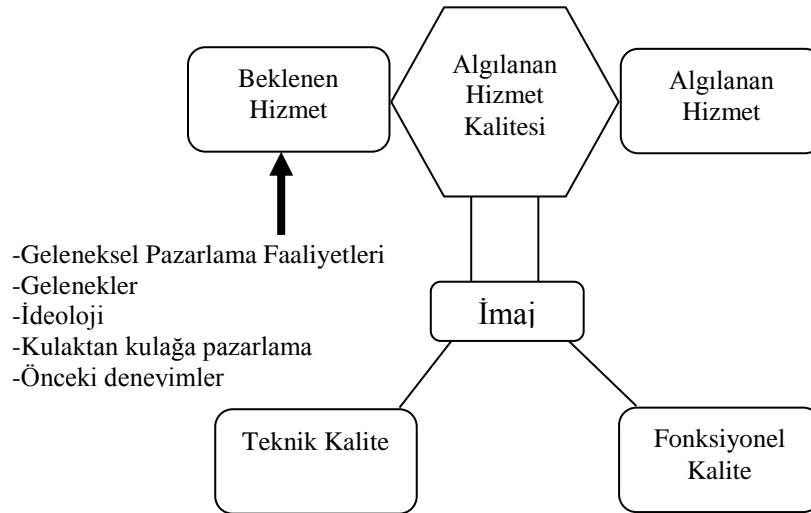 Beklenen
Hizmet
Algılanan
Hizmet
Kalitesi
Algılanan
Hizmet
-Geleneksel Pazarlama Faaliyetleri
-Gelenekler
-İdeoloji
-Kulaktan kulağa pazarlama
-Önceki deneyimler
İmaj
Teknik Kalite
Fonksiyonel
Kalite